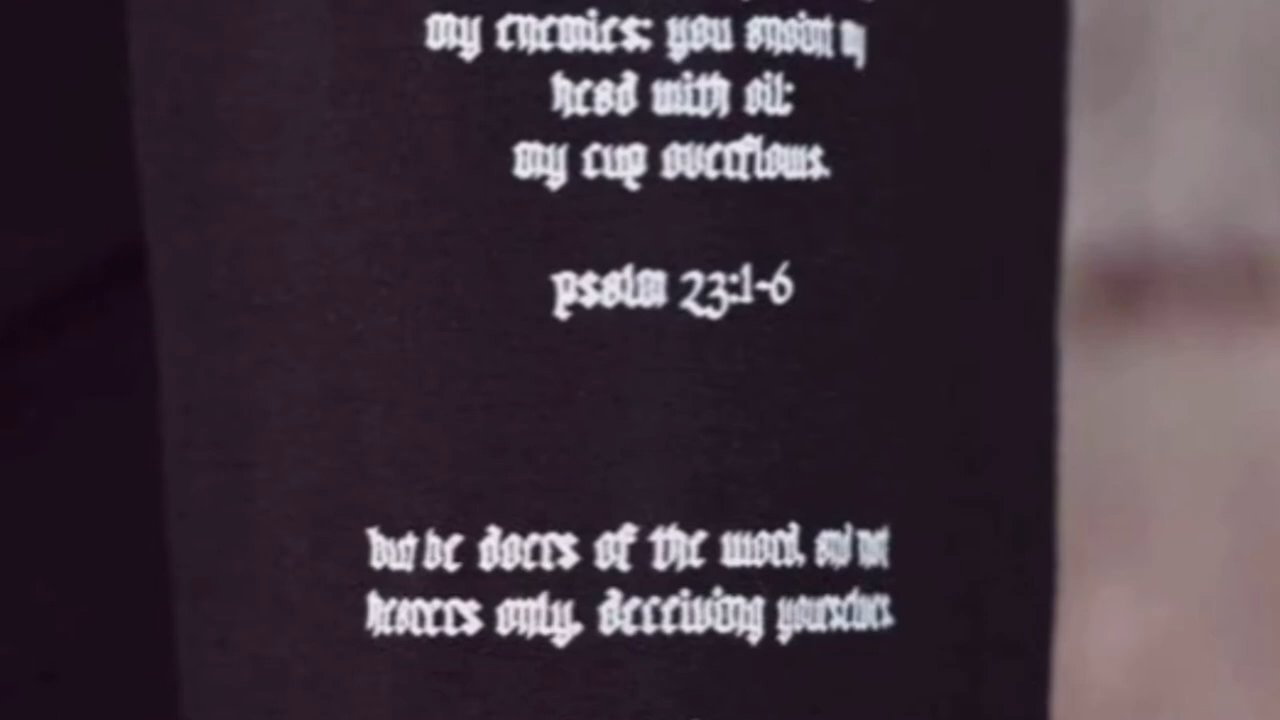 my enemies; you anoint my
head with oil;
my cup overflows.
psalm 23:1-6
but be doers of the word, and not
hearers only, deceiving yourselves.